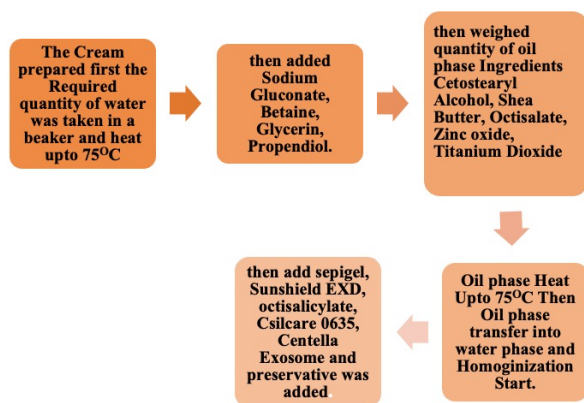 The Cream
prepared first the
Required
quantity of water
was taken in a
beaker and heat
upto 75⁰C
then added
Sodium
Gluconate,
Betaine,
Glycerin,
Propendiol.
then weighed
quantity of oil
phase Ingredients
Cetostearyl
Alcohol, Shea
Butter, Octisalate,
Zinc oxide,
Titanium Dioxide
Oil phase Heat
Upto 75⁰C Then
Oil phase
transfer into
water phase and
Homoginization
Start.
then add sepigel,
Sunshield EXD,
octisalicylate,
Csilcare 0635,
Centella
Exosome and
preservative was
added.